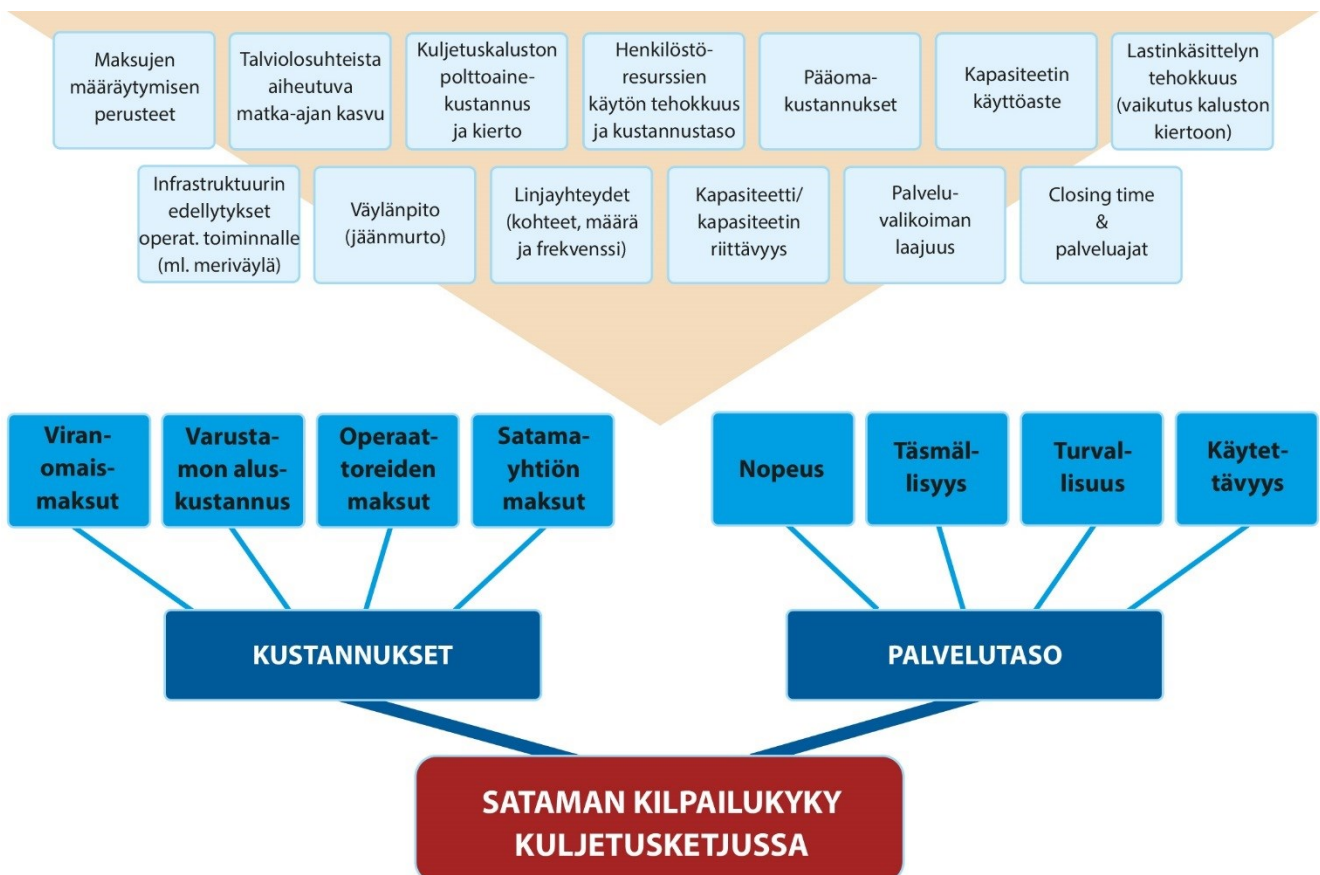 Maksujen
määräytymisen
perusteet
Talviolosuhteista
aiheutuva
matka-ajan kasvu
Kuljetuskaluston
polttoaine-
kustannus
ja kierto
Henkilöstö-
resurssien
käytön tehokkuus
ja kustannustaso
Pääoma-
kustannukset
Kapasiteetin
käyttöaste
Lastinkäsittelyn
tehokkuus
(vaikutus kaluston
kiertoon)
Infrastruktuurin
edellytykset
operat. toiminnalle
(ml. meriväylä)
Väylänpito
(jäänmurto)
Linjayhteydet
(kohteet, määrä
ja frekvenssi)
Kapasiteetti/
kapasiteetin
riittävyys
Palvelu-
valikoiman
laajuus
Closing time
&
palveluajat
Viran-
omais-
maksut
Varusta-
mon alus-
kustannus
Operaat-
toreiden
maksut
Satama-
yhtiön
maksut
Nopeus
Täsmäl-
lisyys
Turval-
lisuus
Käytet-
tävyys
KUSTANNUKSET
PALVELUTASO
SATAMAN KILPAILUKYKY
KULJETUSKETJUSSA